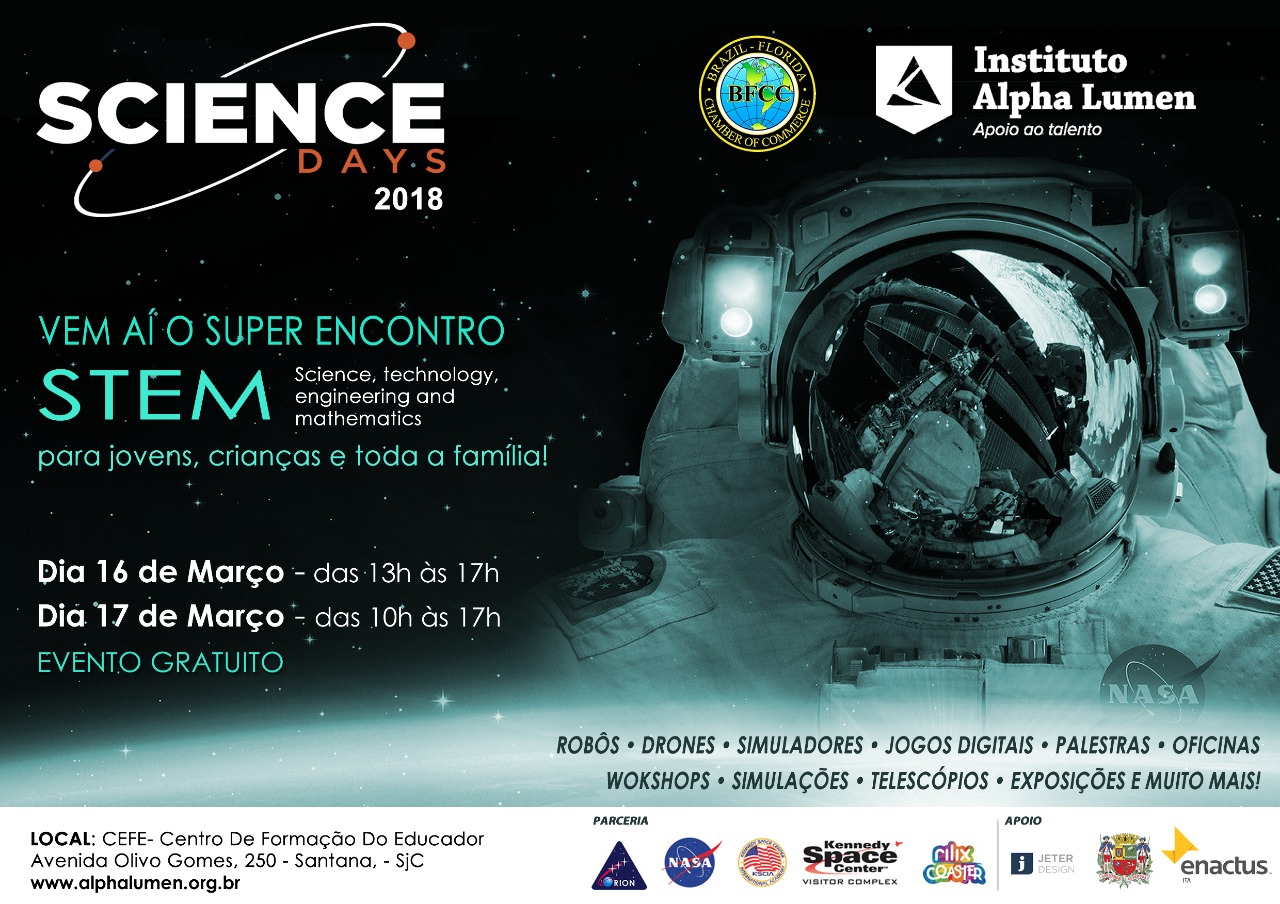 SCIENCE
DAYS
2018
BRAZIL - FLORIDA
BFCC
CHAMBER OF COMMERCE
Instituto
Alpha Lumen
Apoio ao talento
VEM AÍ O SUPER ENCONTRO
STEM
Science, technology,
engineering and
mathematics
para jovens, crianças e toda a família!
Dia 16 de Março - das 13h às 17h
Dia 17 de Março - das 10h às 17h
EVENTO GRATUITO
NASA
ROBÔS • DRONES • SIMULADORES • JOGOS DIGITAIS • PALESTRAS • OFICINAS
WOKSHOPS • SIMULAÇÕES • TELESCÓPIOS • EXPOSIÇÕES E MUITO MAIS!
LOCAL: CEFE- Centro De Formação Do Educador
Avenida Olivo Gomes, 250 - Santana, - SjC
www.alphalumen.org.br
PARCERIA
ORION
NASA
KSCIA
Kennedy
Space
Center
VISITOR COMPLEX
rilix
COASTER
APOIO
j JETER
DESIGN
enactus
ITA